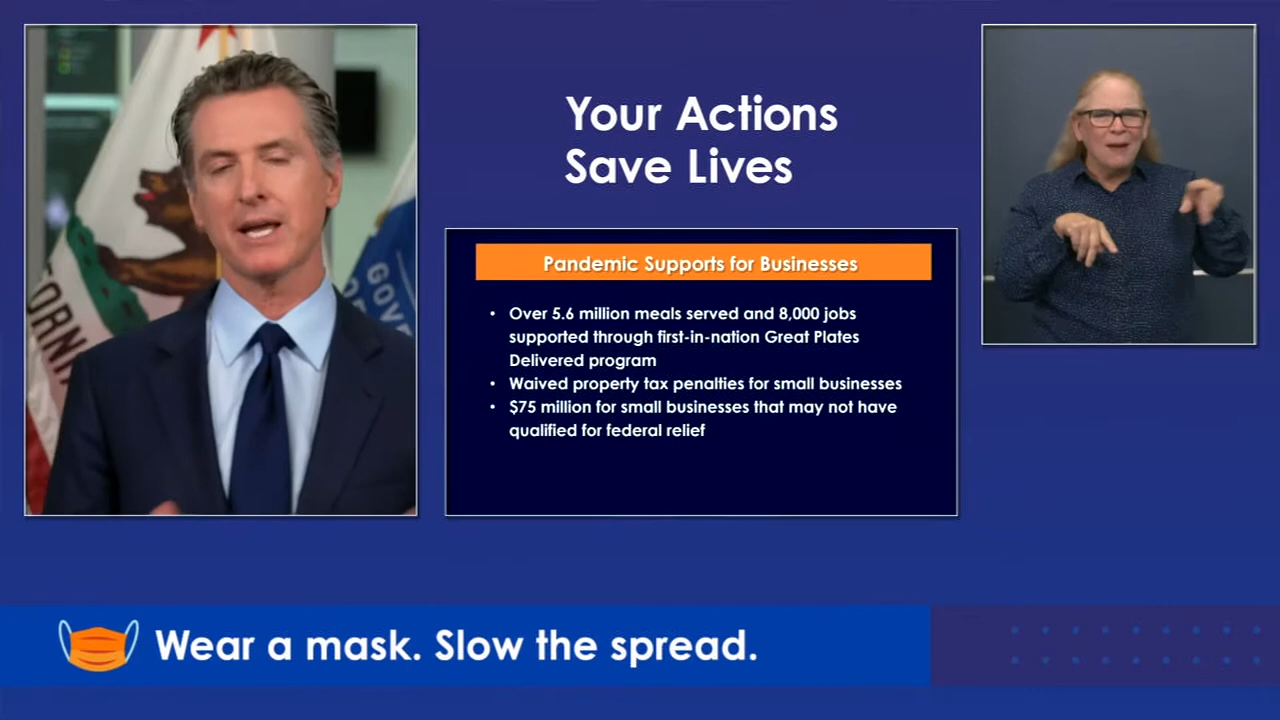 Your Actions
Save Lives
Pandemic Supports for Businesses
• Over 5.6 million meals served and 8,000 jobs
supported through first-in-nation Great Plates
Delivered program
• Waived property tax penalties for small businesses
• $75 million for small businesses that may not have
qualified for federal relief
ORNIA
GOVE
Wear a mask. Slow the spread.